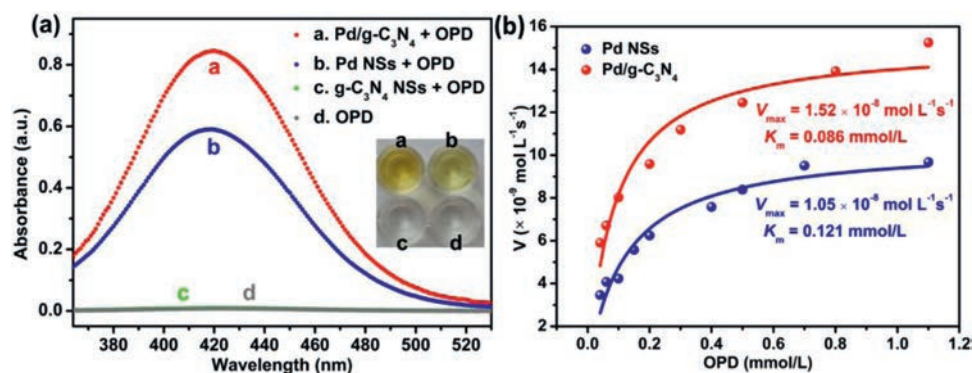 (a)
a. Pd/g-C₃N₄ + OPD
b. Pd NSs + OPD
c. g-C₃N₄ NSs + OPD
d. OPD
a
b
c
d
a
b
c
d
0.8
0.6
0.4
0.2
0.0
Absorbance (a.u.)
380 400 420 440 460 480 500 520
Wavelength (nm)
(b)
Pd NSs
Pd/g-C₃N₄
Vmax = 1.52 × 10⁻⁸ mol L⁻¹s⁻¹
Km = 0.086 mmol/L
Vmax = 1.05 × 10⁻⁸ mol L⁻¹s⁻¹
Km = 0.121 mmol/L
16
14
12
10
8
6
4
2
V (× 10⁻⁹ mol L⁻¹ s⁻¹)
0.0 0.2 0.4 0.6 0.8 1.0 1.2
OPD (mmol/L)